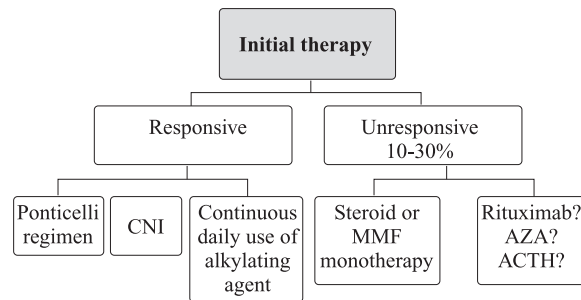 Initial therapy
Responsive
Unresponsive
10-30%
Ponticelli
regimen
CNI
Continuous
daily use of
alkylating
agent
Steroid or
MMF
monotherapy
Rituximab?
AZA?
ACTH?